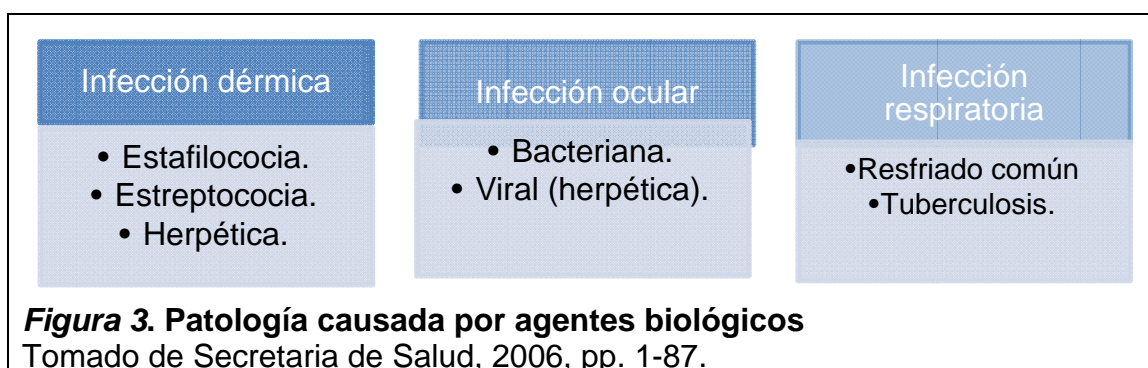 Infección dérmica
• Estafilococia.
• Estreptococia.
• Herpética.
Infección ocular
• Bacteriana.
• Viral (herpética).
Infección
respiratoria
•Resfriado común
•Tuberculosis.
Figura 3. Patología causada por agentes biológicos
Tomado de Secretaria de Salud, 2006, pp. 1-87.